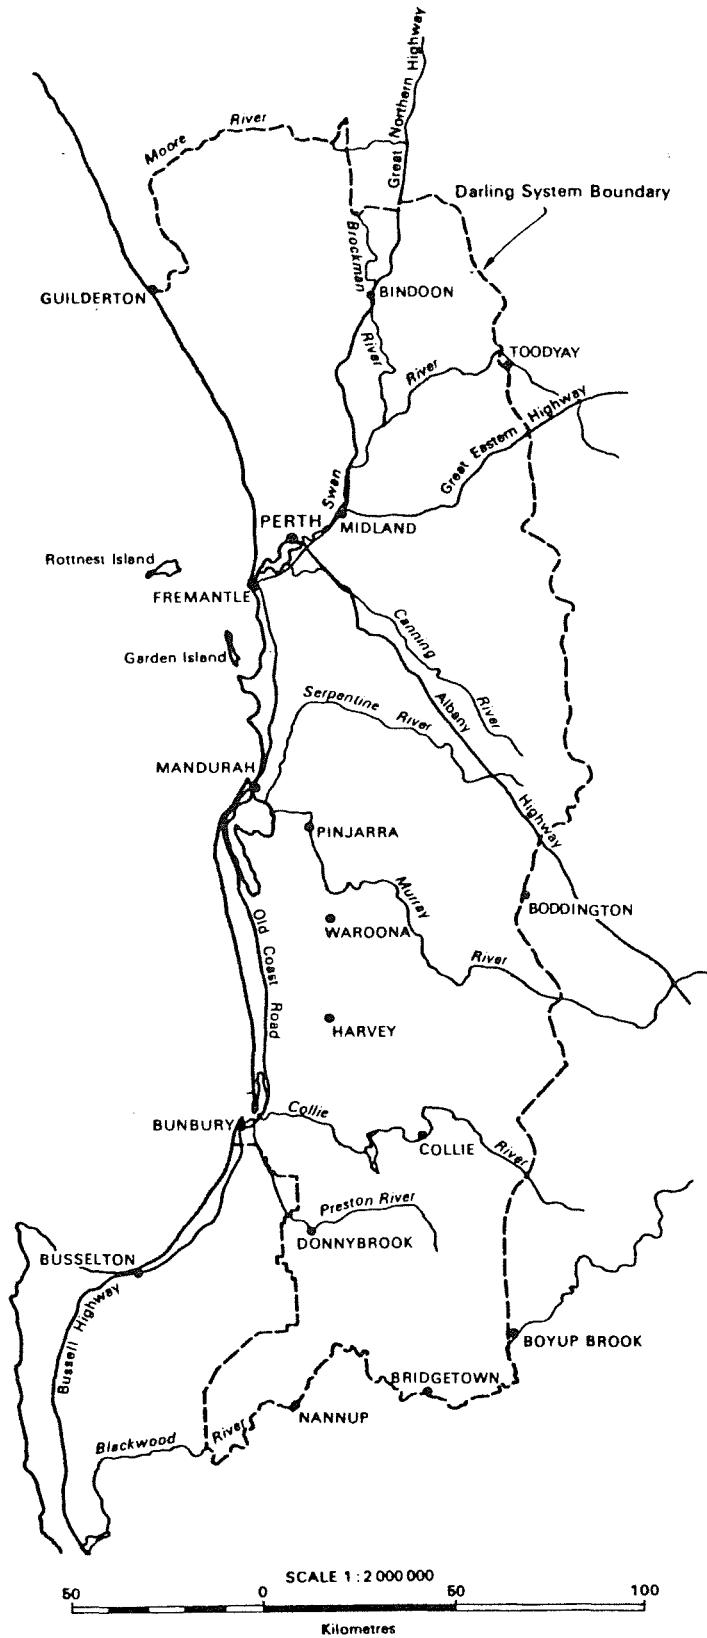 Great Northern Highway
Moore River
Darling System Boundary
Brockman River
GUILDERTON
BINDOON
TOODYAY
River
Great Eastern Highway
Swan
PERTH
MIDLAND
Rottnest Island
FREMANTLE
Canning River
Garden Island
Serpentine River
Albany Highway
MANDURAH
PINJARRA
Murray River
BODDINGTON
WAROONA
Old Coast Road
HARVEY
Collie River
BUNBURY
COLLIE
Preston River
DONNYBROOK
BUSSELTON
Bussell Highway
BOYUP BROOK
BRIDGETOWN
NANNUP
Blackwood River
SCALE 1 : 2 000 000
50 0 50 100
Kilometres